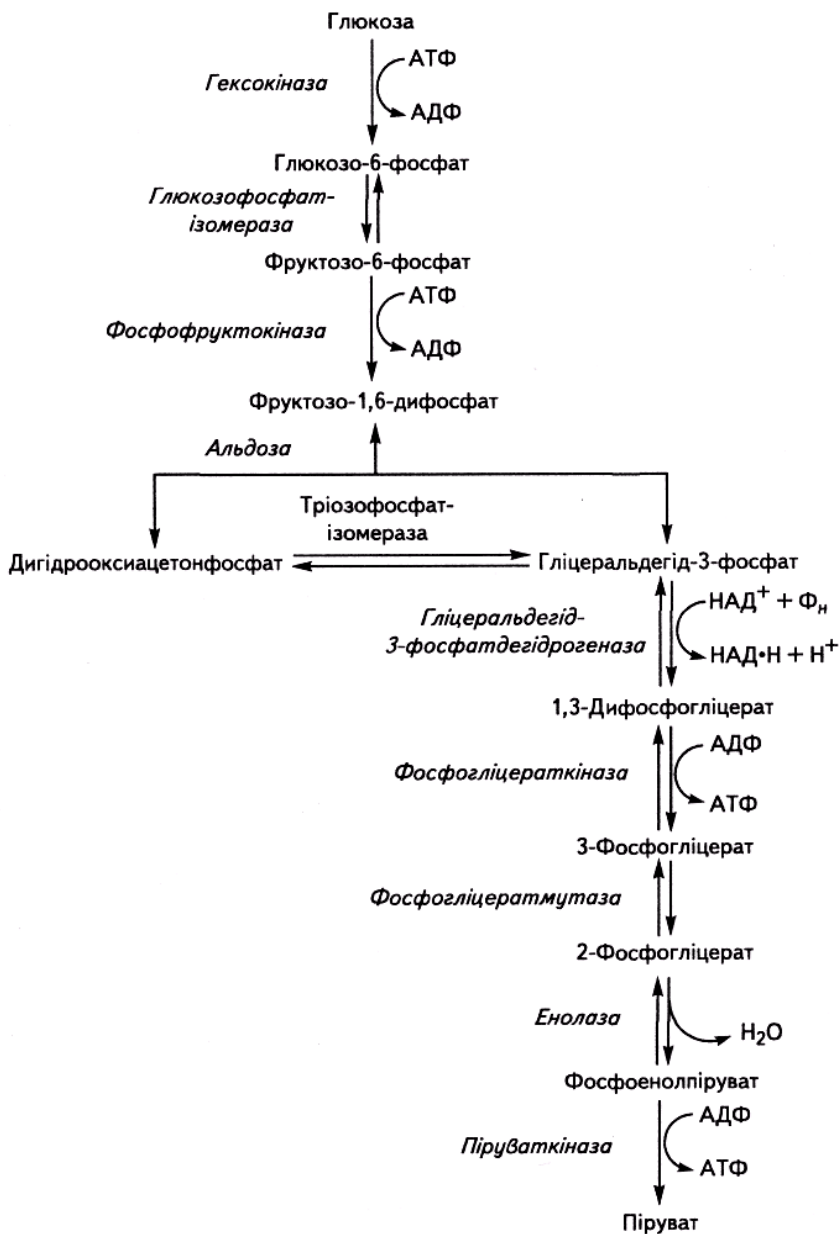 Глюкоза
АТФ
Гексокіназа
АДФ
Глюкозо-6-фосфат
Глюкозофосфат-
ізомераза
Фруктозо-6-фосфат
АТФ
Фосфофруктокіназа
АДФ
Фруктозо-1,6-дифосфат
Альдоза
Тріозофосфат-
ізомераза
Дигідрооксиацетонфосфат
Гліцеральдегід-3-фосфат
НАД⁺ + Фн
Гліцеральдегід-
3-фосфатдегідрогеназа
НАД•Н + Н⁺
1,3-Дифосфогліцерат
АДФ
Фосфогліцераткіназа
АТФ
3-Фосфогліцерат
Фосфогліцератмутаза
2-Фосфогліцерат
Енолаза
H₂O
Фосфоенолпіруват
АДФ
Піруваткіназа
АТФ
Піруват